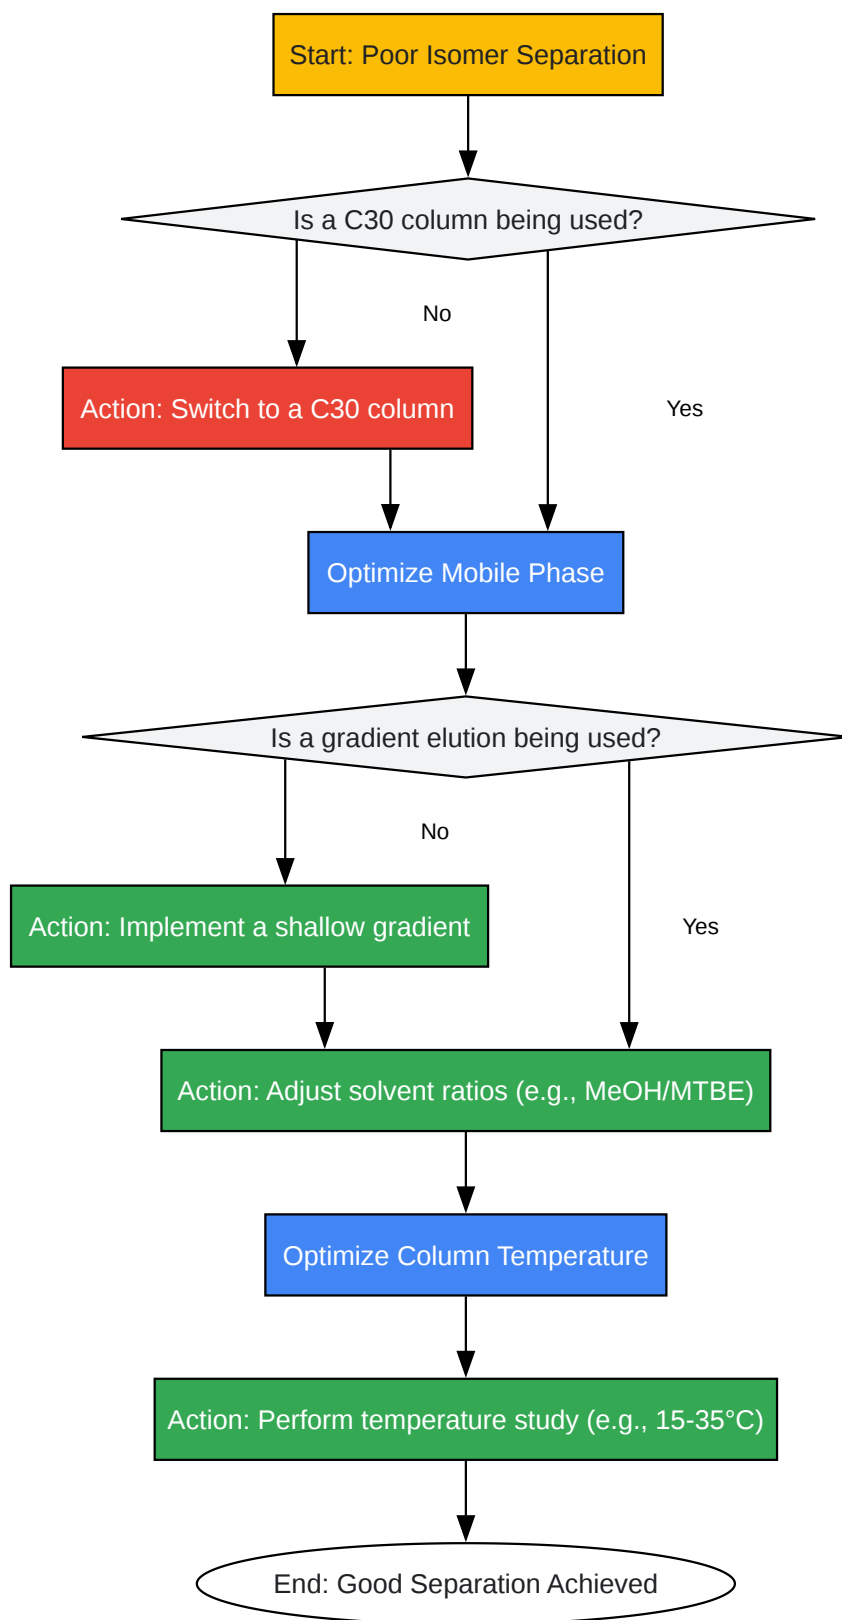 Start: Poor Isomer Separation
Is a C30 column being used?
No
Action: Switch to a C30 column
Yes
Optimize Mobile Phase
Is a gradient elution being used?
No
Action: Implement a shallow gradient
Yes
Action: Adjust solvent ratios (e.g., MeOH/MTBE)
Optimize Column Temperature
Action: Perform temperature study (e.g., 15-35°C)
End: Good Separation Achieved